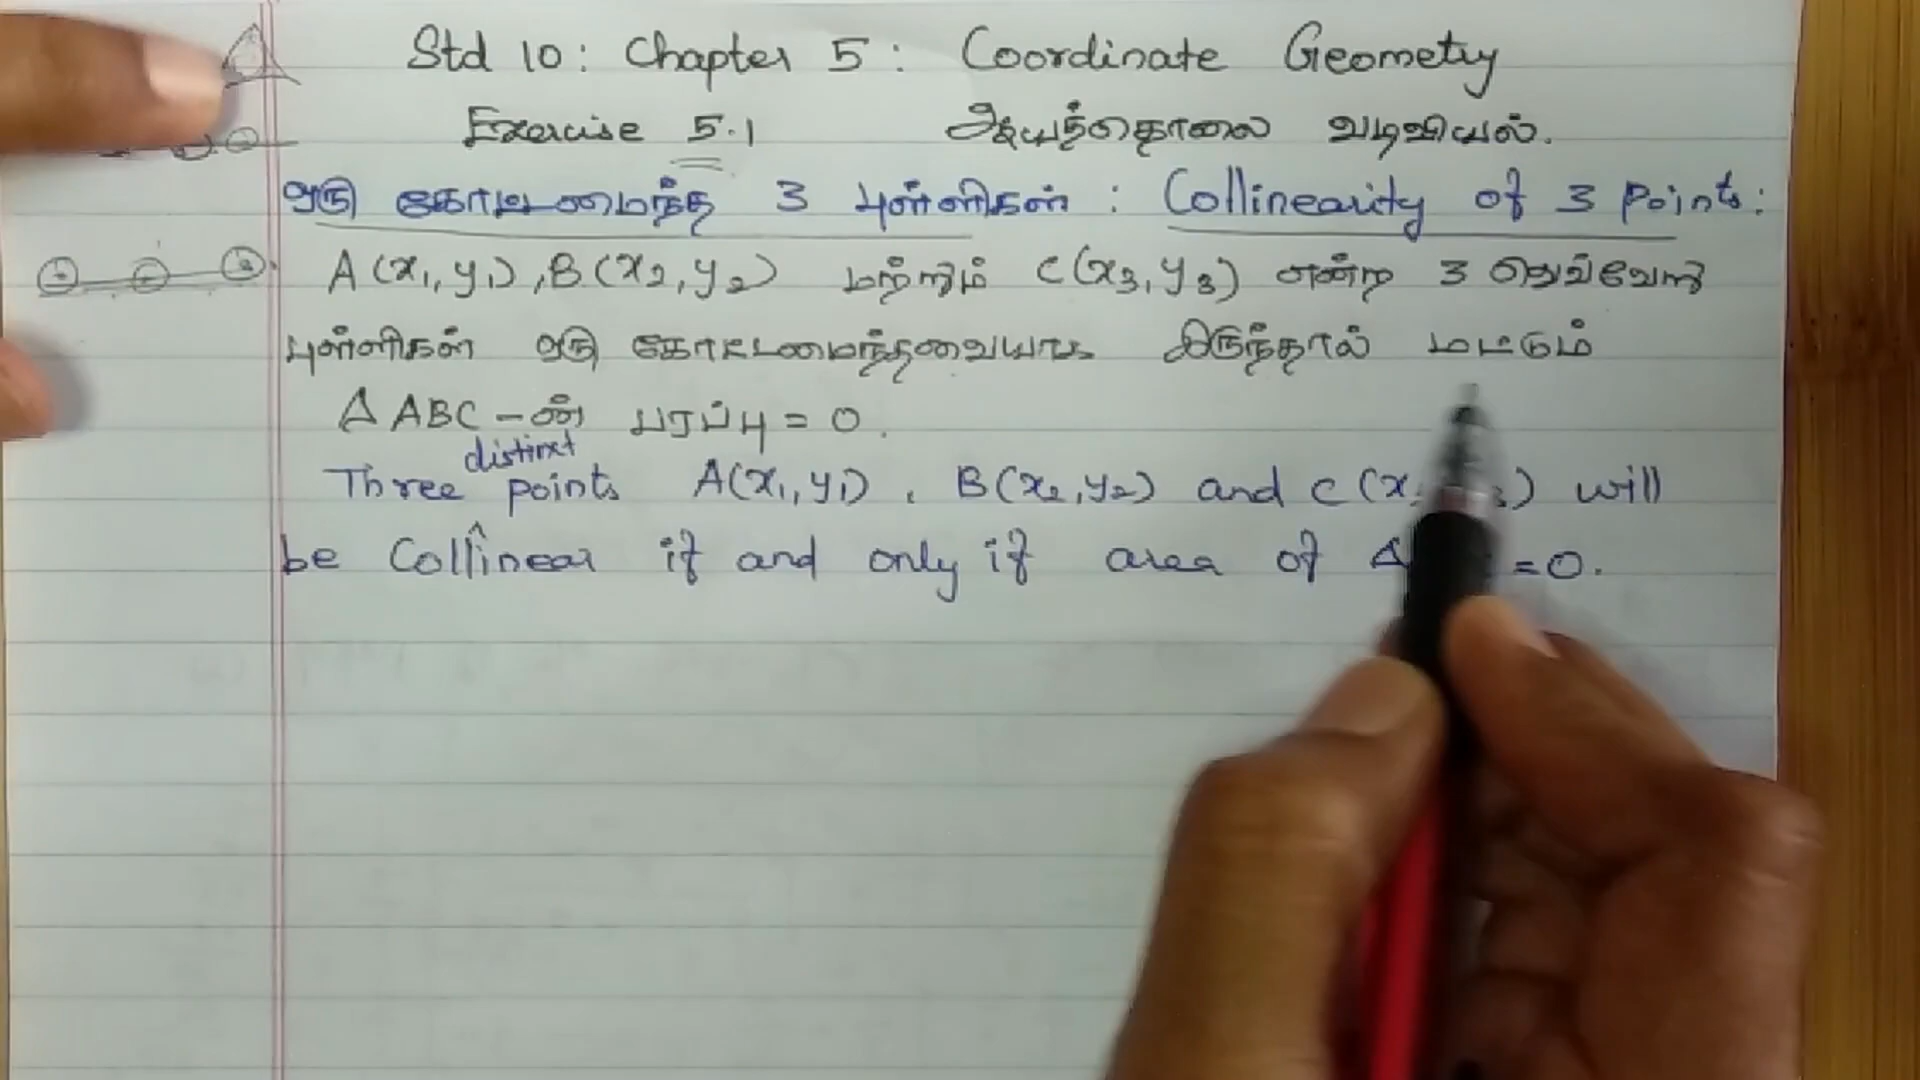 Std 10: Chapter 5: Coordinate Geometry
Exercise 5.1 ஆயத்தொலை வடிவியல்.
ஒரு கோடமைந்த 3 புள்ளிகள் : Collinearity of 3 Points:
A(x₁,y₁),B(x₂,y₂) மற்றும் C(x₃,y₃) என்ற 3 வெவ்வேறு
புள்ளிகள் ஒரு கோட்டமைந்தவையாக இருந்தால் மட்டும்
Δ ABC-ன் பரப்பு = 0.
distinct
Three points A(x₁,y₁), B(x₂,y₂) and C(x 3) will
be Collinear if and only if area of Δ =0.